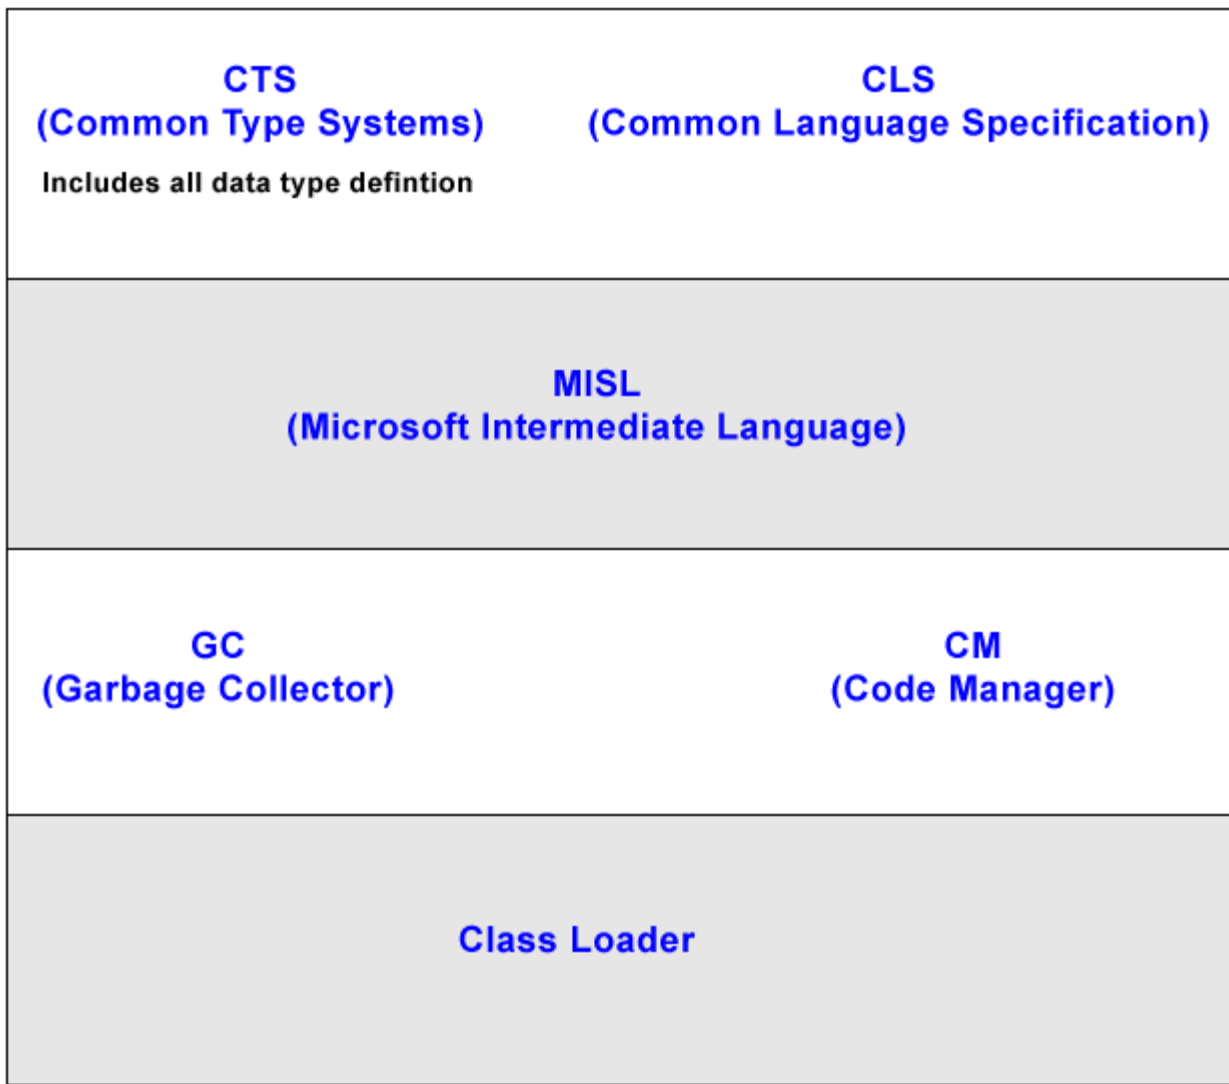 CTS
(Common Type Systems)
Includes all data type defintion
CLS
(Common Language Specification)
MISL
(Microsoft Intermediate Language)
GC
(Garbage Collector)
CM
(Code Manager)
Class Loader